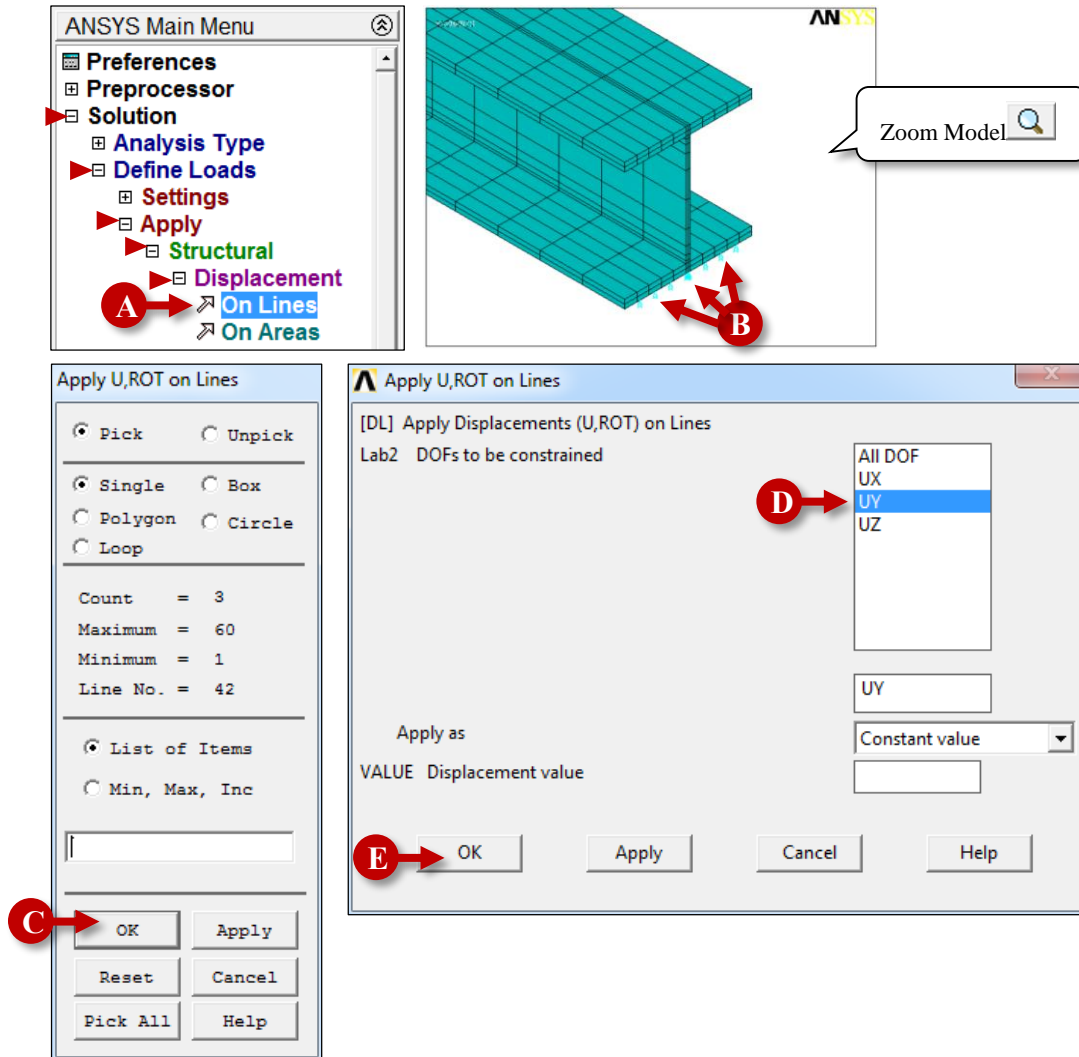 ANSYS Main Menu
Preferences
Preprocessor
Solution
Analysis Type
Define Loads
Settings
Apply
Structural
Displacement
A
On Lines
On Areas
ANSYS
B
Zoom Model
Apply U,ROT on Lines
Pick Unpick
Single Box
Polygon Circle
Loop
Count = 3
Maximum = 60
Minimum = 1
Line No. = 42
List of Items
Min, Max, Inc
C
OK Apply
Reset Cancel
Pick All Help
Apply U,ROT on Lines
[DL] Apply Displacements (U,ROT) on Lines
Lab2 DOFs to be constrained
All DOF
UX
D
UY
UZ
UY
Apply as Constant value
VALUE Displacement value
E
OK Apply Cancel Help